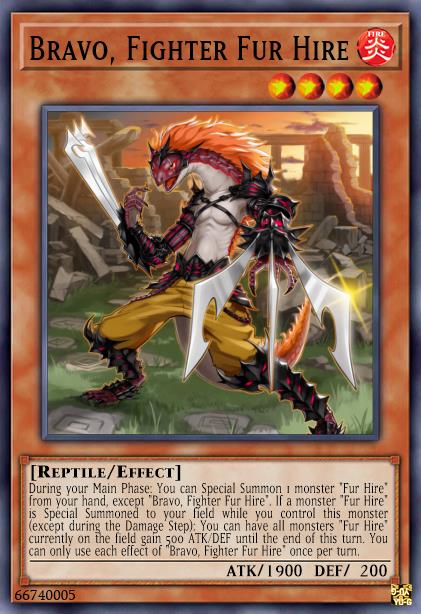 Bravo, Fighter Fur Hire
FIRE
炎
[Reptile/Effect]
During your Main Phase: You can Special Summon 1 monster "Fur Hire"
from your hand, except "Bravo, Fighter Fur Hire". If a monster "Fur Hire"
is Special Summoned to your field while you control this monster
(except during the Damage Step): You can have all monsters "Fur Hire"
currently on the field gain 500 ATK/DEF until the end of this turn. You
can only use each effect of "Bravo, Fighter Fur Hire" once per turn.
ATK/1900 DEF/ 200
66740005